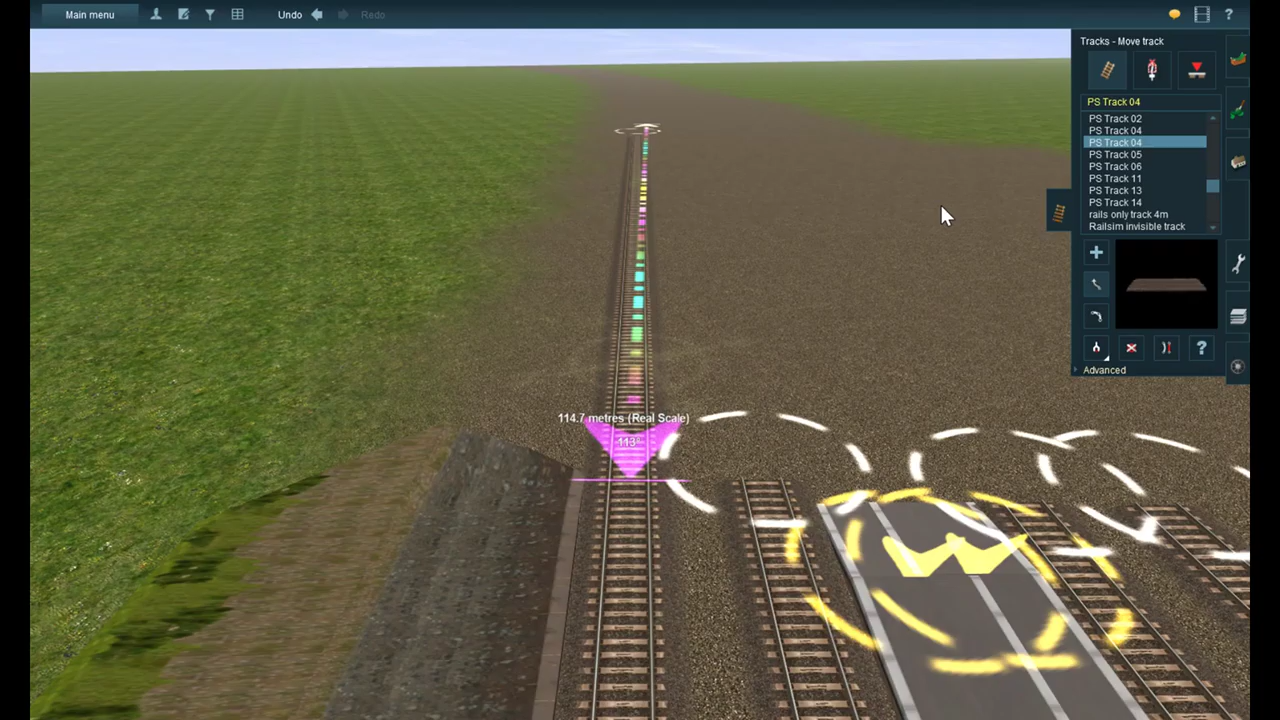 Main menu
Undo
Redo
?
Tracks - Move track
PS Track 04
PS Track 02
PS Track 04
PS Track 04
PS Track 05
PS Track 06
PS Track 11
PS Track 13
PS Track 14
rails only track 4m
Railsim invisible track
?
Advanced
114.7 metres (Real Scale)
113°